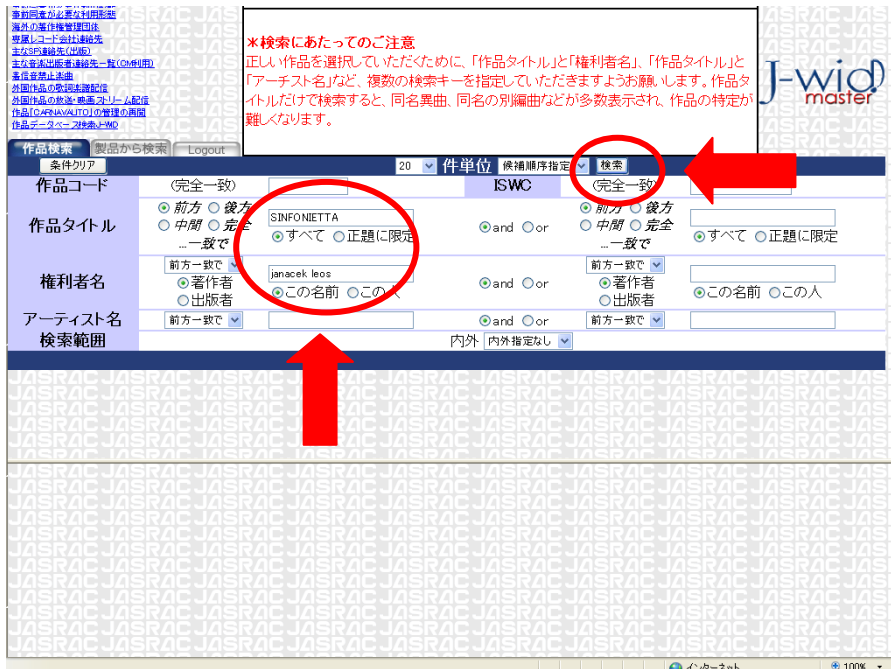 事前同意が必要な利用形態
海外の著作権管理団体
専属レコード会社連絡先
主なSP連絡先(出版)
主な音楽出版者連絡先一覧(CM利用)
着信音禁止楽曲
外国作品の歌詞楽譜配信
外国作品の放送・映画ストリーム配信
作品「CARNAVAUTO」の管理の再開
作品データベース検索J-WID
*検索にあたってのご注意
正しい作品を選択していただくために、「作品タイトル」と「権利者名」、「作品タイトル」と
「アーチスト名」など、複数の検索キーを指定していただきますようお願いします。作品タ
イトルだけで検索すると、同名異曲、同名の別編曲などが多数表示され、作品の特定が
難しくなります。
J-WID
master
作品検索 製品から検索 Logout
条件クリア 20 件単位 候補順序指定 検索
作品コード (完全一致) ISWC (完全一致)
作品タイトル 前方 後方 中間 完全 …一致で SINFONIETTA すべて 正題に限定 and or 前方 後方 中間 完全 …一致で すべて 正題に限定
権利者名 前方一致で 著作者 出版者 janacek leos この名前 この人 and or 前方一致で 著作者 出版者 この名前 この人
アーティスト名 前方一致で and or 前方一致で
検索範囲 内外 内外指定なし
JASRAC
インターネット 100%